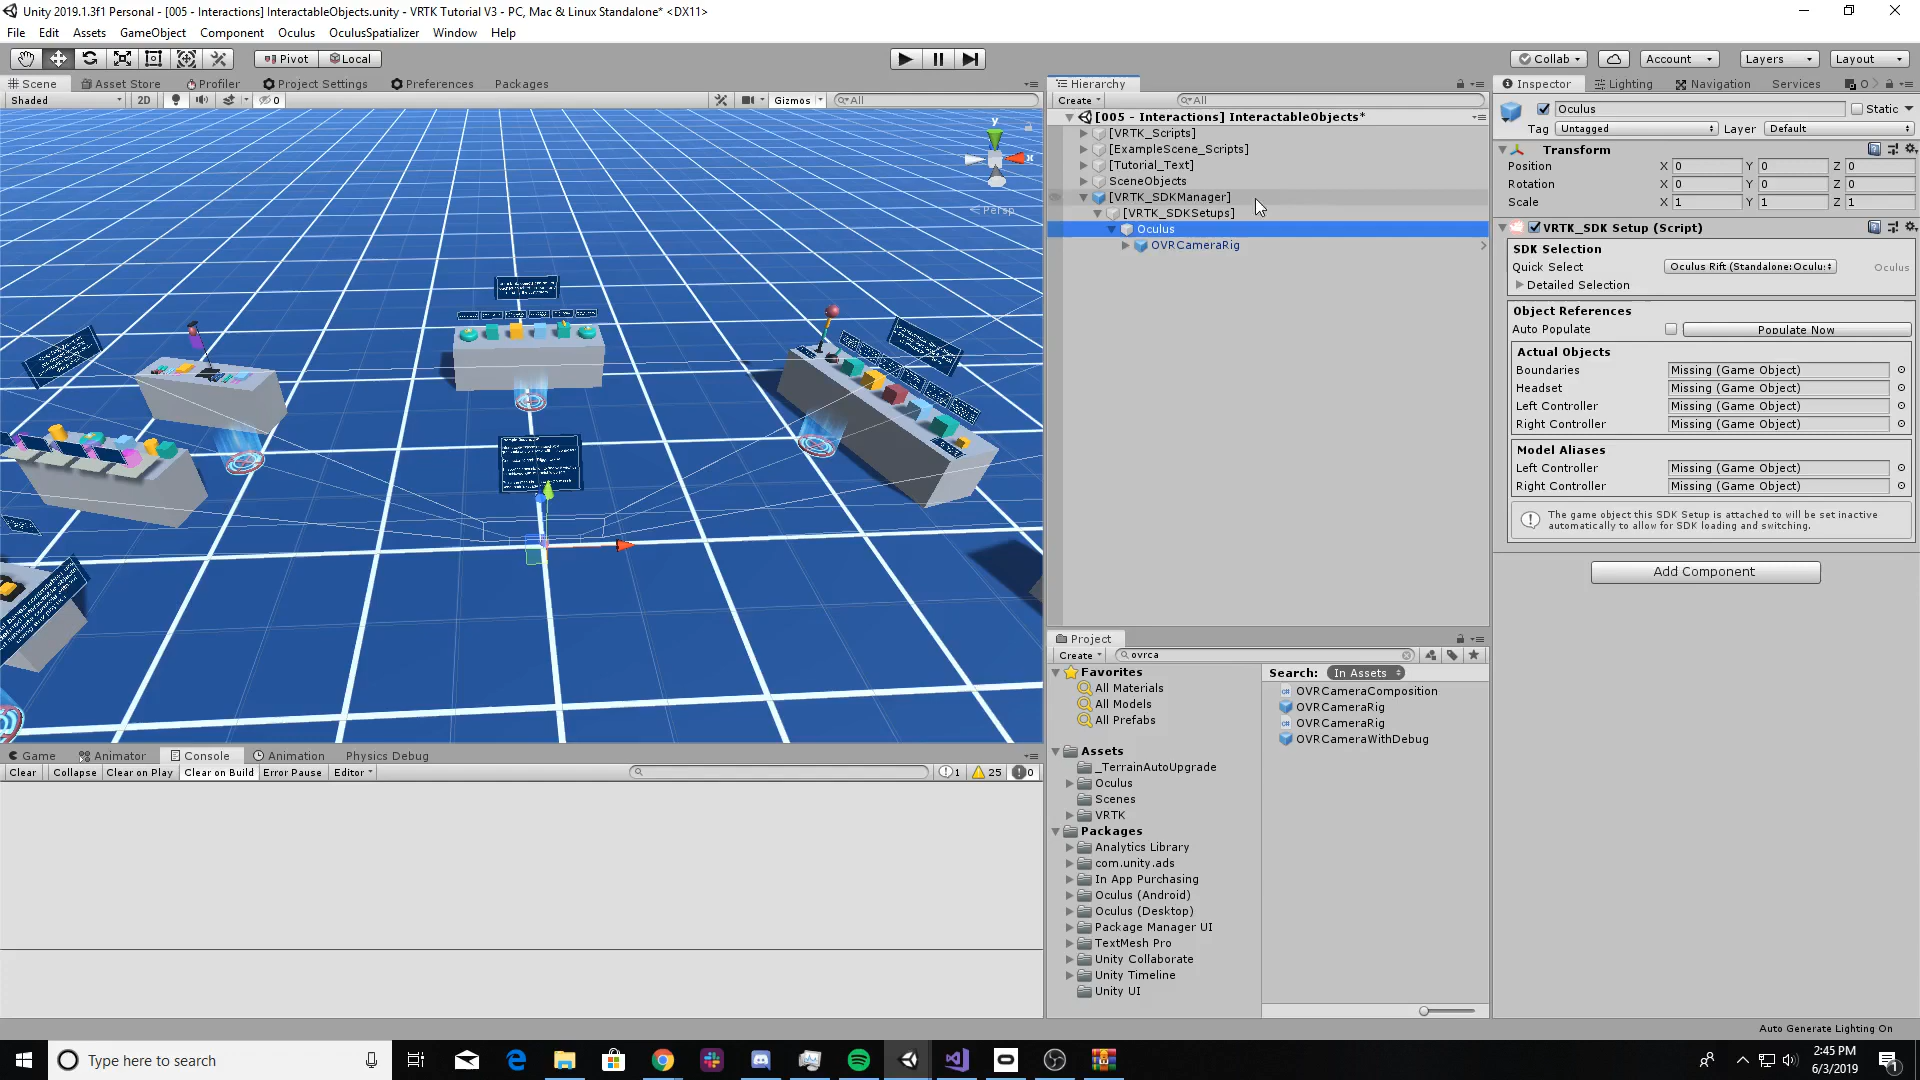 Unity 2019.1.3f1 Personal - [005 - Interactions] InteractableObjects.unity - VRTK Tutorial V3 - PC, Mac & Linux Standalone* <DX11>
File Edit Assets GameObject Component Oculus OculusSpatializer Window Help
Pivot Local Collab Account Layers Layout
Scene Asset Store Profiler Project Settings Preferences Packages
Shaded 2D 0 Gizmos All
y
x
Persp
Hierarchy
Create All
[005 - Interactions] InteractableObjects*
[VRTK_Scripts]
[ExampleScene_Scripts]
[Tutorial_Text]
SceneObjects
[VRTK_SDKManager]
[VRTK_SDKSetups]
Oculus
OVRCameraRig
Inspector Lighting Navigation Services O
Oculus Static
Tag Untagged Layer Default
Transform
Position X 0 Y 0 Z 0
Rotation X 0 Y 0 Z 0
Scale X 1 Y 1 Z 1
VRTK_SDK Setup (Script)
SDK Selection
Quick Select Oculus Rift (Standalone:Oculu: Oculus
Detailed Selection
Object References
Auto Populate Populate Now
Actual Objects
Boundaries Missing (Game Object)
Headset Missing (Game Object)
Left Controller Missing (Game Object)
Right Controller Missing (Game Object)
Model Aliases
Left Controller Missing (Game Object)
Right Controller Missing (Game Object)
The game object this SDK Setup is attached to will be set inactive
automatically to allow for SDK loading and switching.
Add Component
Project
Create ovrca
Favorites
All Materials
All Models
All Prefabs
Assets
_TerrainAutoUpgrade
Oculus
Scenes
VRTK
Packages
Analytics Library
com.unity.ads
In App Purchasing
Oculus (Android)
Oculus (Desktop)
Package Manager UI
TextMesh Pro
Unity Collaborate
Unity Timeline
Unity UI
Search: In Assets
OVRCameraComposition
OVRCameraRig
OVRCameraRig
OVRCameraWithDebug
Game Animator Console Animation Physics Debug
Clear Collapse Clear on Play Clear on Build Error Pause Editor 1 25 0
Auto Generate Lighting On
Type here to search
2:45 PM
6/3/2019
1